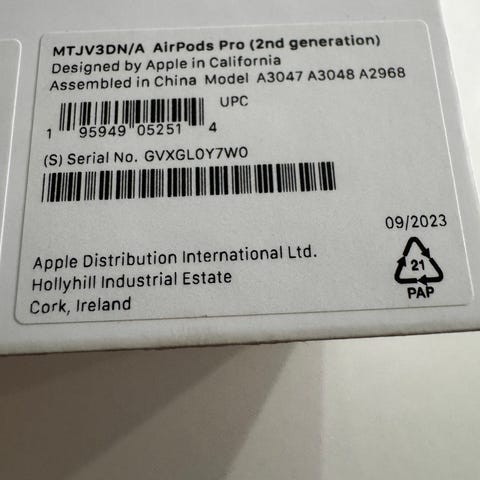 MTJV3DN/A AirPods Pro (2nd generation)
Designed by Apple in California
Assembled in China Model A3047 A3048 A2968
UPC
1 95949 05251 4
(S) Serial No. GVXGL0Y7W0
09/2023
Apple Distribution International Ltd.
Hollyhill Industrial Estate
Cork, Ireland
21
PAP